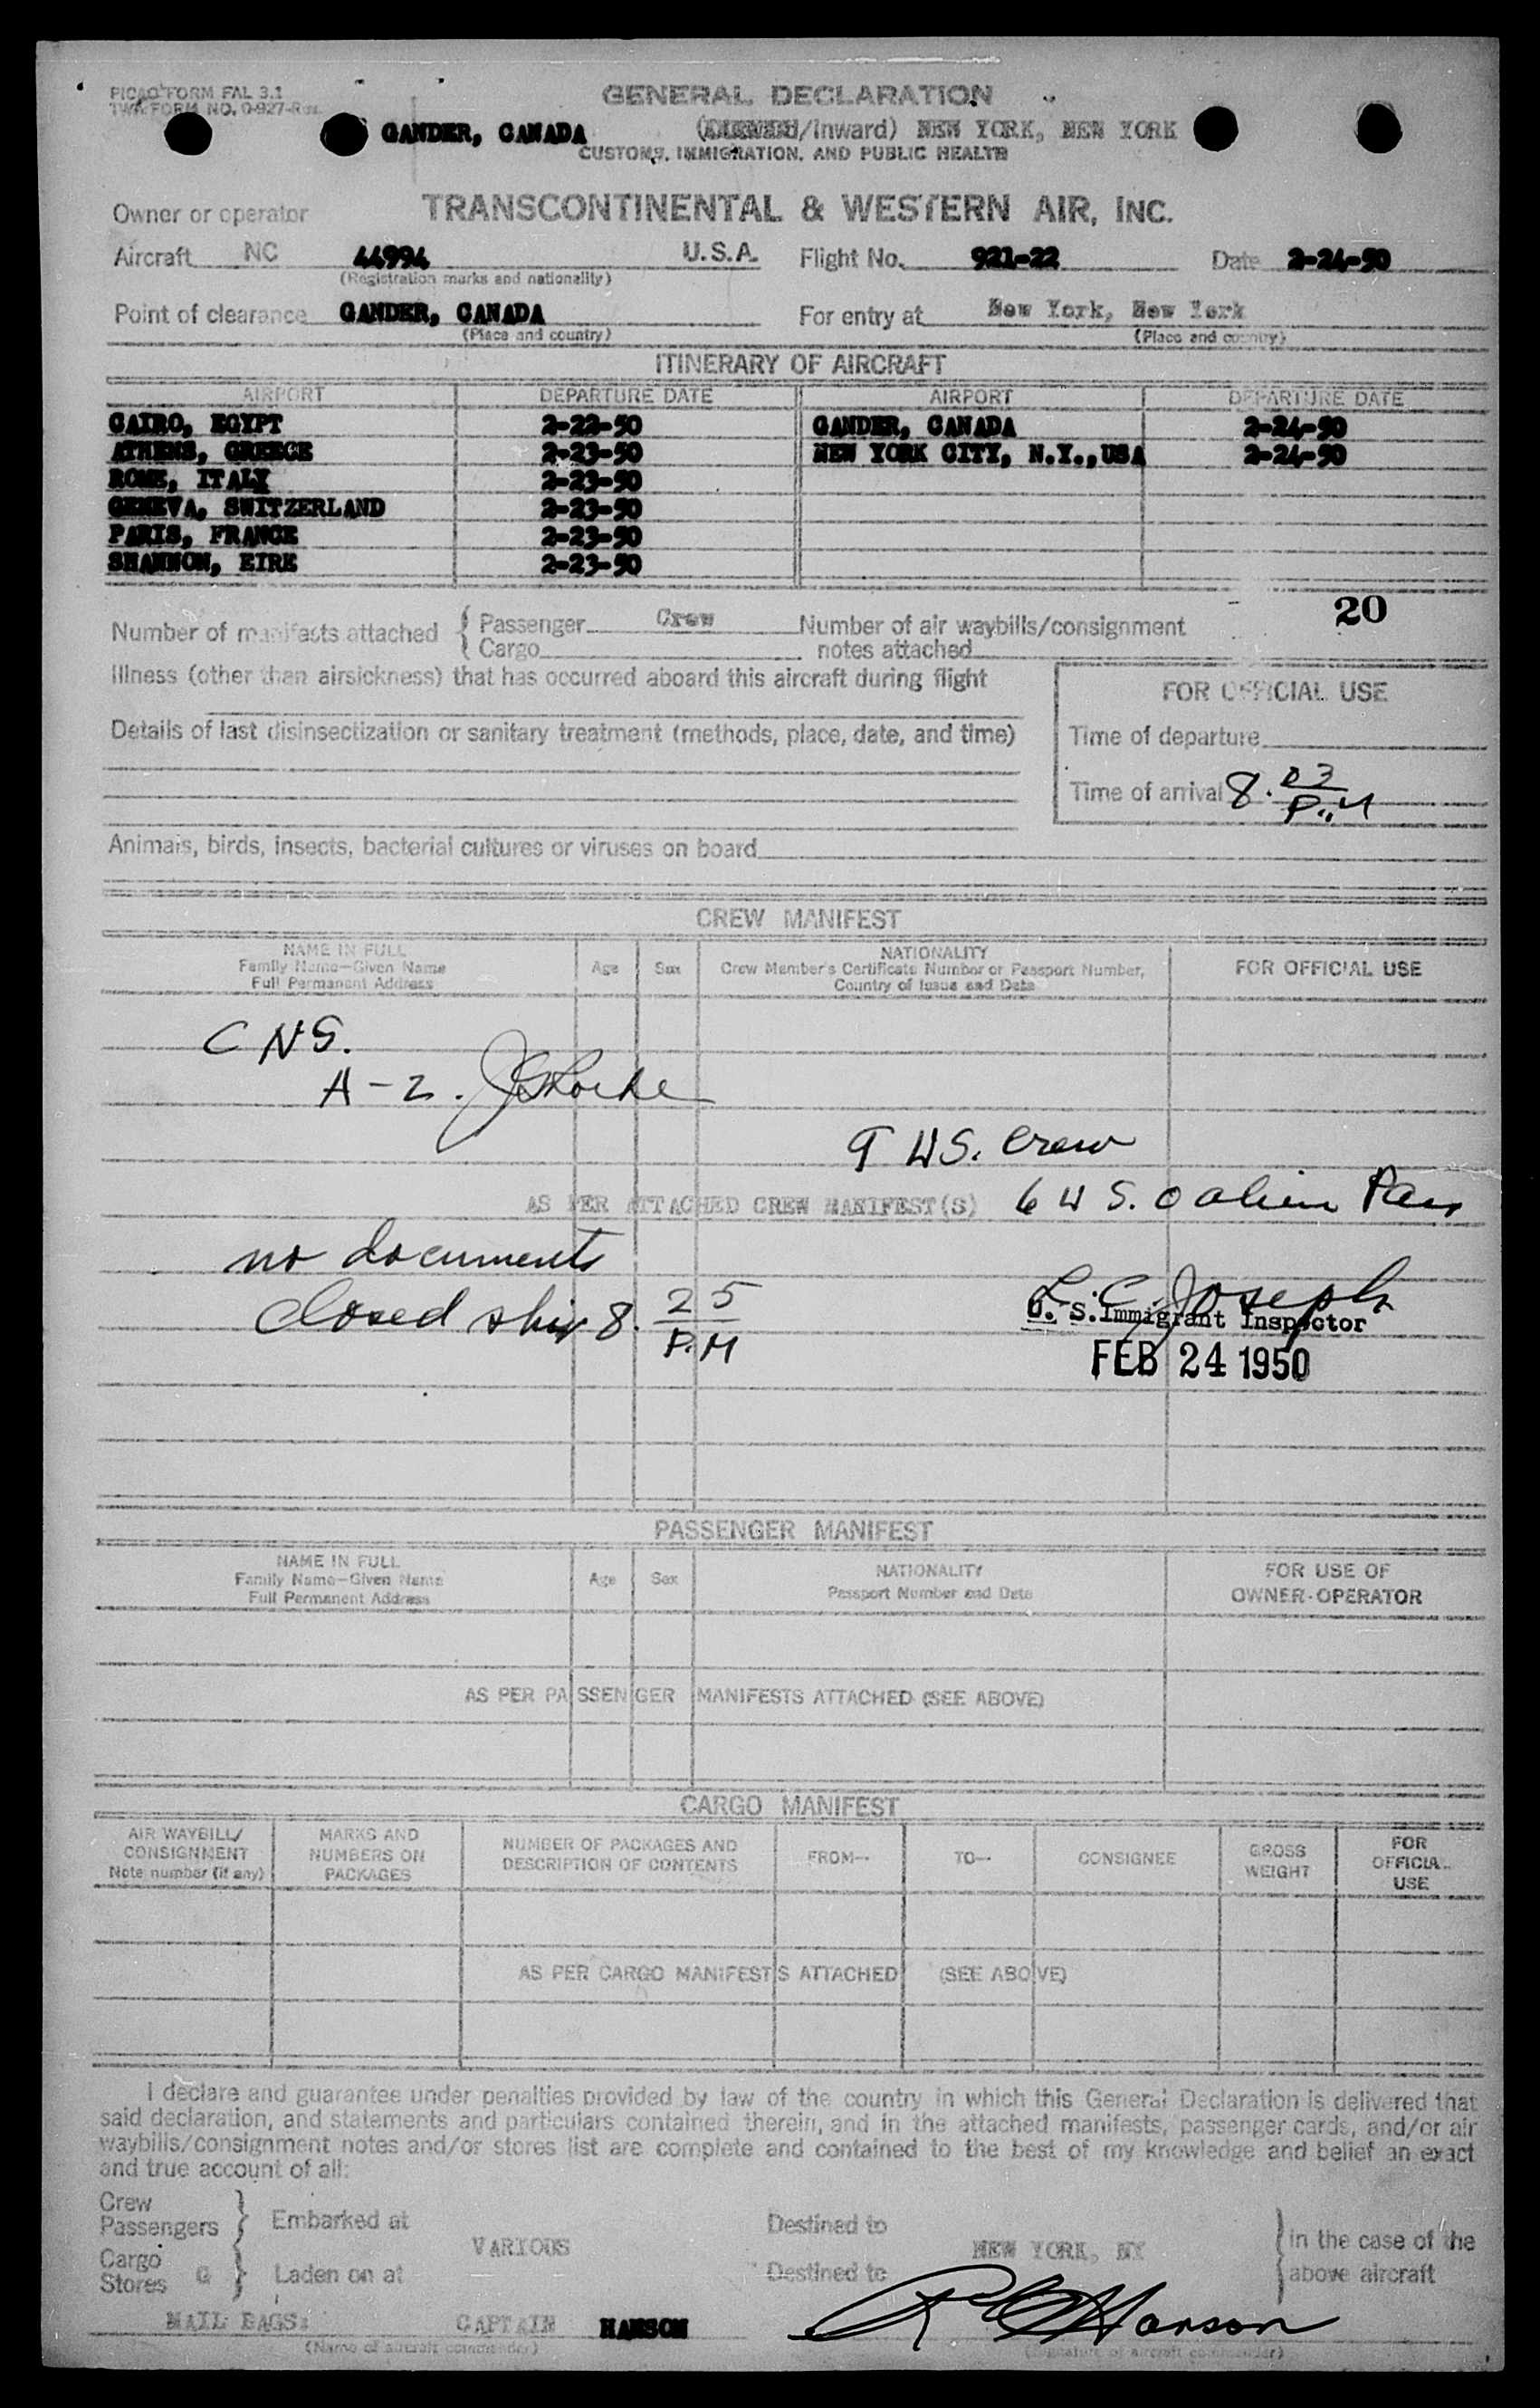 PICAO FORM FAL 3.1
TWA FORM NO. O-927-Rev.
GENERAL DECLARATION
GANDER, CANADA (/Inward) NEW YORK, NEW YORK
CUSTOMS, IMMIGRATION, AND PUBLIC HEALTH
Owner or operator TRANSCONTINENTAL & WESTERN AIR, INC.
Aircraft NC 44994 U.S.A. Flight No. 921-22 Date 2-24-50
(Registration marks and nationality)
Point of clearance GANDER, CANADA For entry at New York, New York
(Place and country) (Place and country)
ITINERARY OF AIRCRAFT
AIRPORT DEPARTURE DATE AIRPORT DEPARTURE DATE
CAIRO, EGYPT 2-22-50 GANDER, CANADA 2-24-50
ATHENS, GREECE 2-23-50 NEW YORK CITY, N.Y.,USA 2-24-50
ROME, ITALY 2-23-50
GENEVA, SWITZERLAND 2-23-50
PARIS, FRANCE 2-23-50
SHANNON, EIRE 2-23-50
20
Number of manifests attached { Passenger Crew Number of air waybills/consignment
Cargo notes attached
Illness (other than airsickness) that has occurred aboard this aircraft during flight
FOR OFFICIAL USE
Details of last disinsectization or sanitary treatment (methods, place, date, and time)
Time of departure
Time of arrival 8.03 P.M
Animals, birds, insects, bacterial cultures or viruses on board
CREW MANIFEST
NAME IN FULL
Family Name—Given Name
Full Permanent Address
Age Sex
NATIONALITY
Crew Member's Certificate Number or Passport Number,
Country of Issue and Date
FOR OFFICIAL USE
C N S.
A-2.
9 US. Crew
AS PER ATTACHED CREW MANIFEST(S) 6 U S. 0 alien Pass
no documents
closed ship 8.25 P.M
L. C. Joseph
U. S. Immigrant Inspector
FEB 24 1950
PASSENGER MANIFEST
NAME IN FULL
Family Name—Given Name
Full Permanent Address
Age Sex
NATIONALITY
Passport Number and Date
FOR USE OF
OWNER-OPERATOR
AS PER PASSENGER MANIFESTS ATTACHED (SEE ABOVE)
CARGO MANIFEST
AIR WAYBILL/
CONSIGNMENT
Note number (if any)
MARKS AND
NUMBERS ON
PACKAGES
NUMBER OF PACKAGES AND
DESCRIPTION OF CONTENTS
FROM— TO— CONSIGNEE
GROSS
WEIGHT
FOR
OFFICIAL
USE
AS PER CARGO MANIFESTS ATTACHED (SEE ABOVE)
I declare and guarantee under penalties provided by law of the country in which this General Declaration is delivered that
said declaration, and statements and particulars contained therein, and in the attached manifests, passenger cards, and/or air
waybills/consignment notes and/or stores list are complete and contained to the best of my knowledge and belief an exact
and true account of all:
Crew
Passengers } Embarked at VARIOUS Destined to NEW YORK, NY } in the case of the
Cargo
Stores G } Laden on at Destined to above aircraft
MAIL BAGS: CAPTAIN HANSON R Hanson
(Name of aircraft commander) (Signature of aircraft commander)